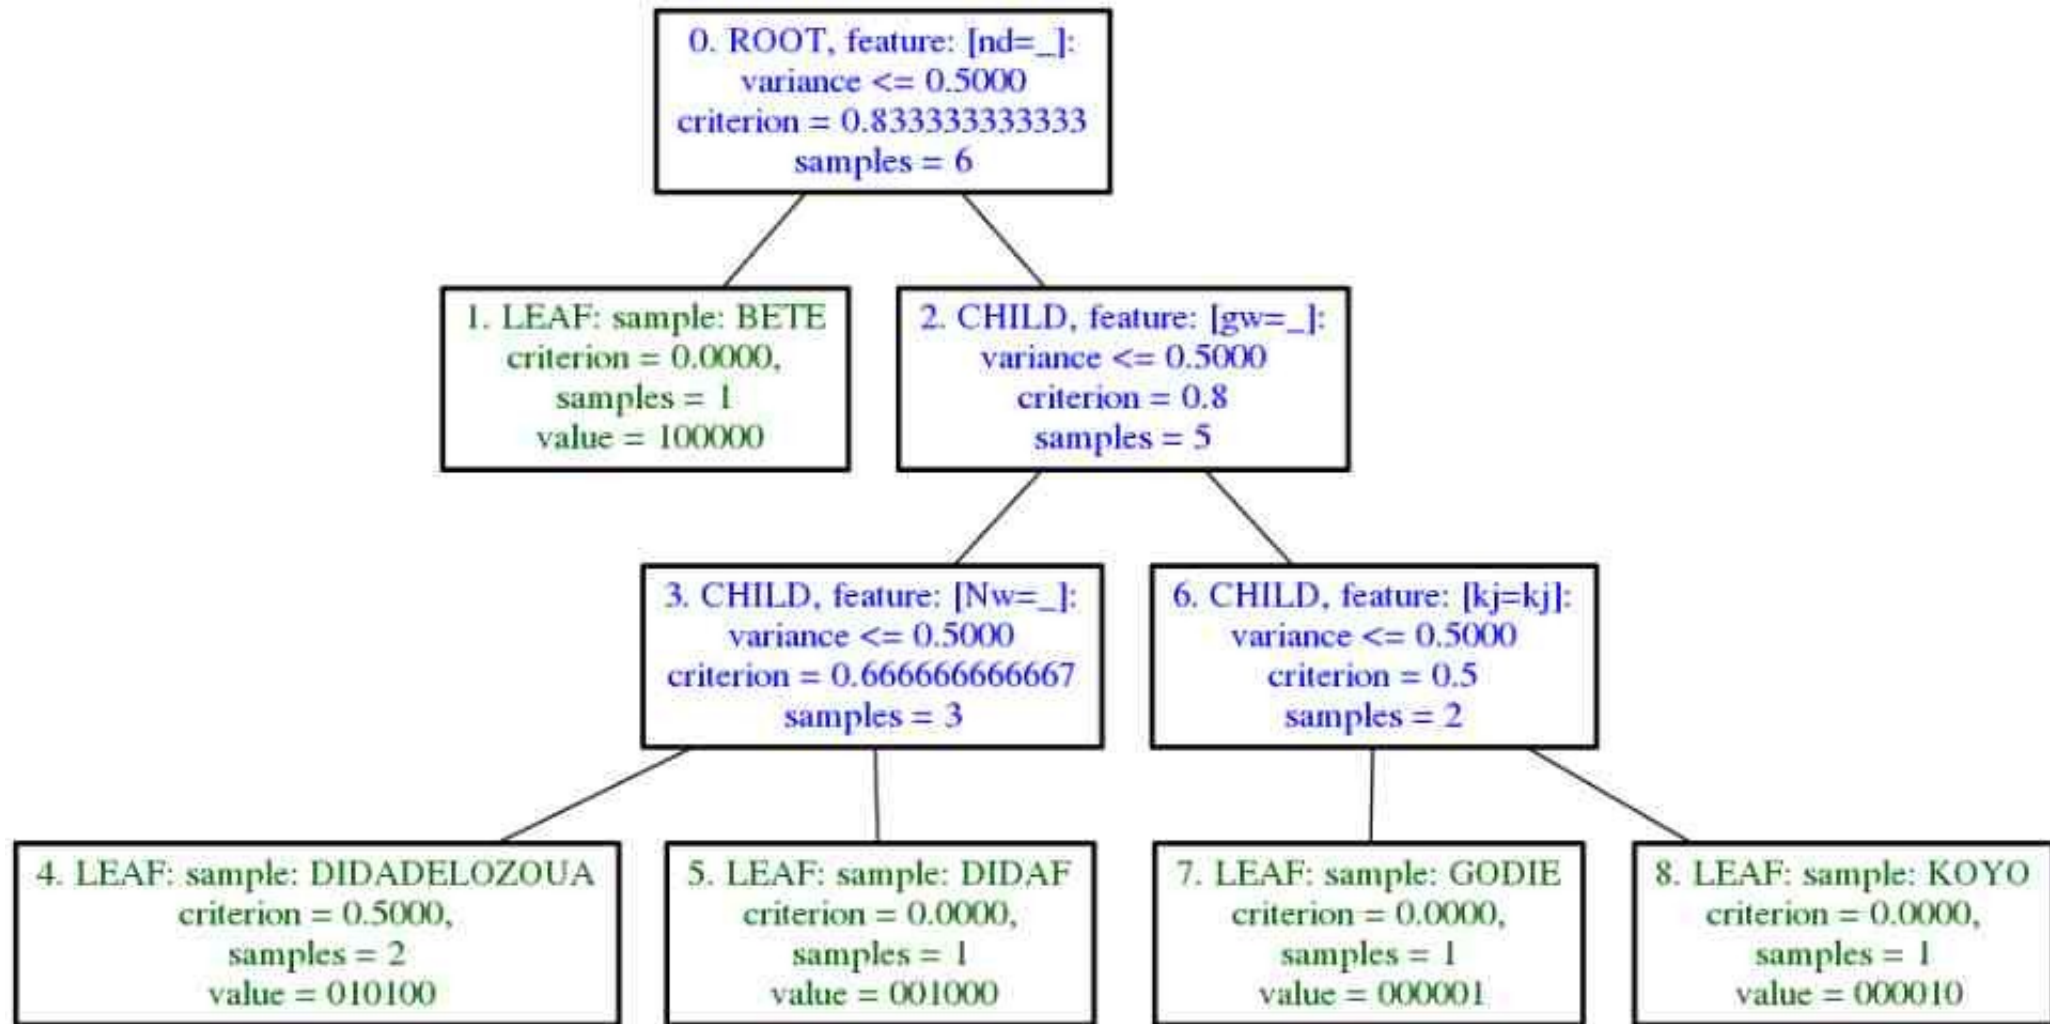 0. ROOT, feature: [nd=_]:
variance <= 0.5000
criterion = 0.833333333333
samples = 6
1. LEAF: sample: BETE
criterion = 0.0000,
samples = 1
value = 100000
2. CHILD, feature: [gw=_]:
variance <= 0.5000
criterion = 0.8
samples = 5
3. CHILD, feature: [Nw=_]:
variance <= 0.5000
criterion = 0.666666666667
samples = 3
6. CHILD, feature: [kj=kj]:
variance <= 0.5000
criterion = 0.5
samples = 2
4. LEAF: sample: DIDADELOZOUA
criterion = 0.5000,
samples = 2
value = 010100
5. LEAF: sample: DIDAF
criterion = 0.0000,
samples = 1
value = 001000
7. LEAF: sample: GODIE
criterion = 0.0000,
samples = 1
value = 000001
8. LEAF: sample: KOYO
criterion = 0.0000,
samples = 1
value = 000010